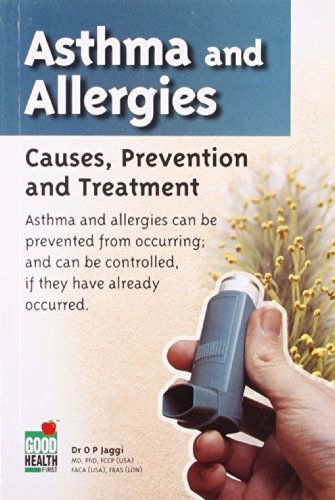 Asthma and
Allergies
Causes, Prevention
and Treatment
Asthma and allergies can be
prevented from occurring;
and can be controlled,
if they have already
occurred.
GOOD
HEALTH
FIRST
Dr O P Jaggi
MD, PhD, FCCP (USA)
FACA (USA), FRAS (LON)